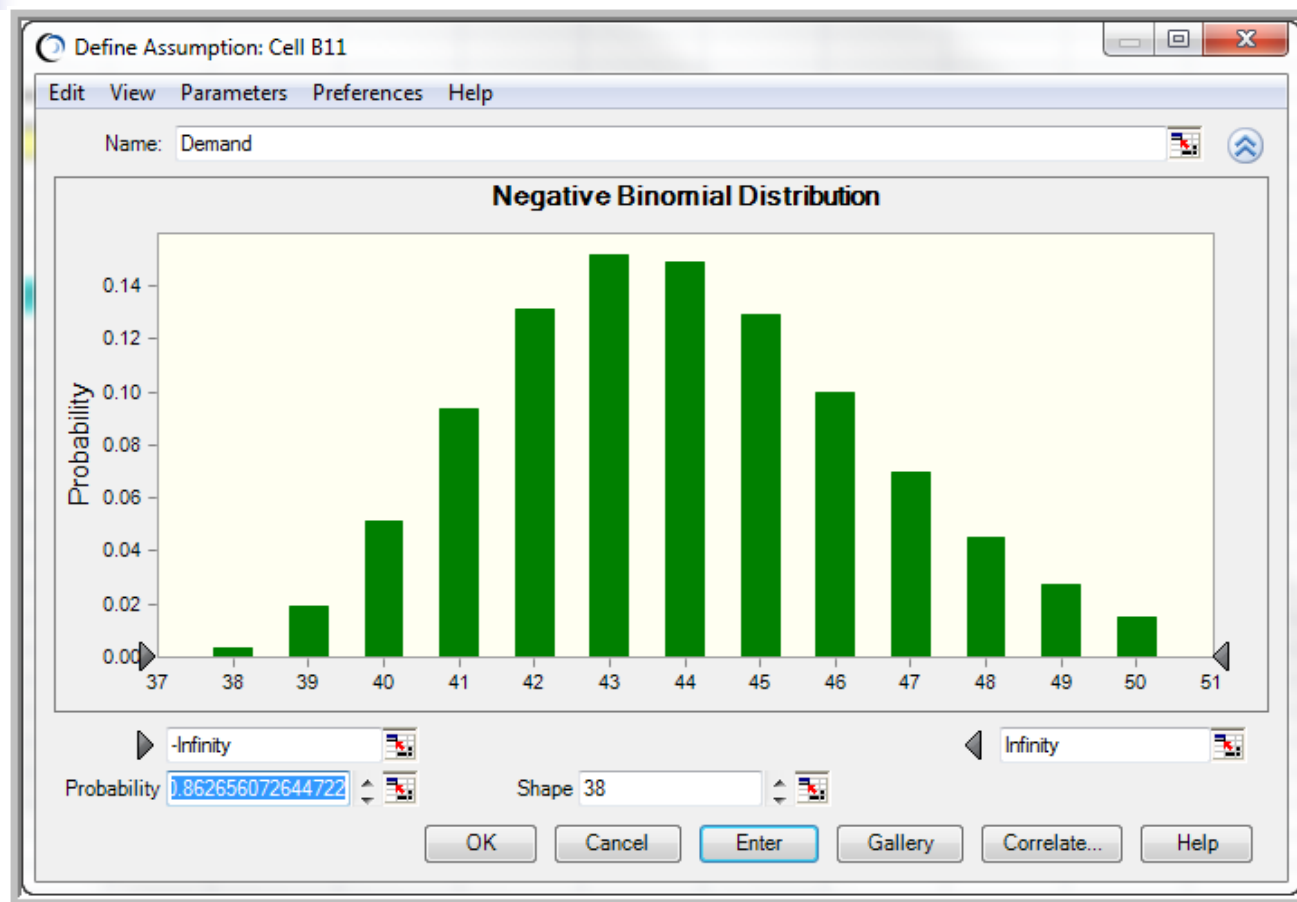 Define Assumption: Cell B11
Edit View Parameters Preferences Help
Name: Demand
Negative Binomial Distribution
Probability
0.14
0.12
0.10
0.08
0.06
0.04
0.02
0.00
37 38 39 40 41 42 43 44 45 46 47 48 49 50 51
-Infinity Infinity
Probability 0.862656072644722 Shape 38
OK Cancel Enter Gallery Correlate... Help